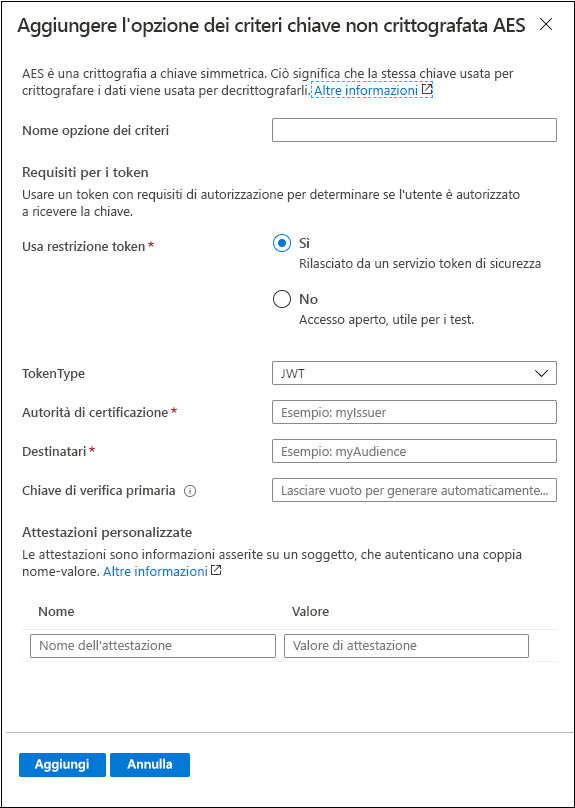 Aggiungere l'opzione dei criteri chiave non crittografata AES
AES è una crittografia a chiave simmetrica. Ciò significa che la stessa chiave usata per
crittografare i dati viene usata per decrittografarli. Altre informazioni
Nome opzione dei criteri
Requisiti per i token
Usare un token con requisiti di autorizzazione per determinare se l'utente è autorizzato
a ricevere la chiave.
Usa restrizione token *
Sì
Rilasciato da un servizio token di sicurezza
No
Accesso aperto, utile per i test.
TokenType
JWT
Autorità di certificazione *
Esempio: myIssuer
Destinatari *
Esempio: myAudience
Chiave di verifica primaria
Lasciare vuoto per generare automaticamente...
Attestazioni personalizzate
Le attestazioni sono informazioni asserite su un soggetto, che autenticano una coppia
nome-valore. Altre informazioni
Nome
Valore
Nome dell'attestazione
Valore di attestazione
Aggiungi
Annulla